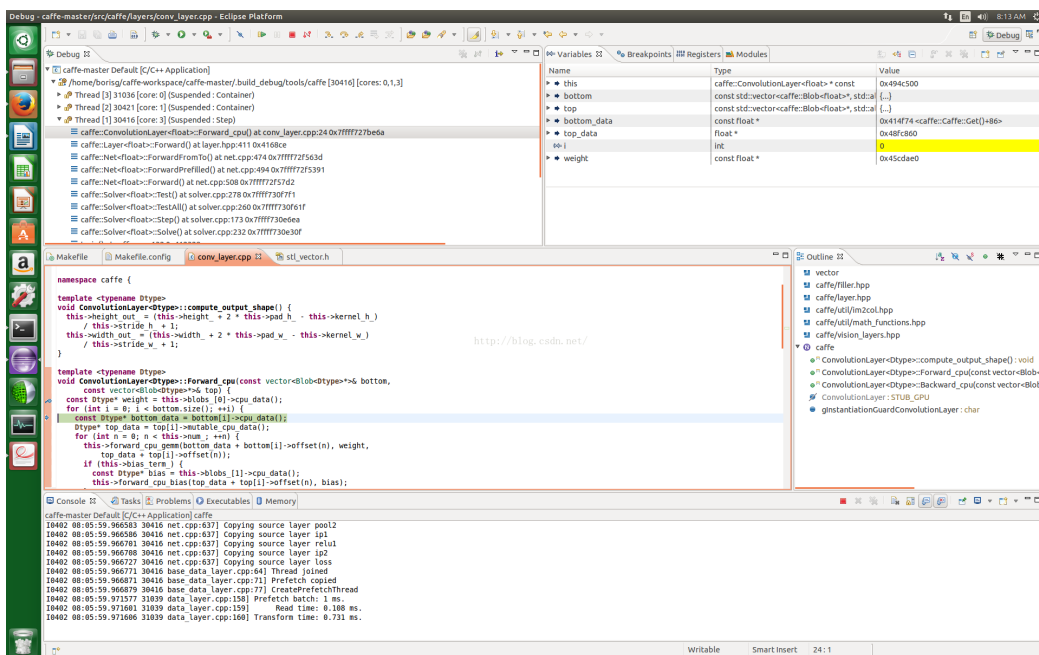 Debug - caffe-master/src/caffe/layers/conv_layer.cpp - Eclipse Platform
En
8:13 AM
Debug
Debug
caffe-master Default [C/C++ Application]
/home/borisg/caffe-workspace/caffe-master/.build_debug/tools/caffe [30416] [cores: 0,1,3]
Thread [3] 31036 [core: 0] (Suspended : Container)
Thread [2] 30421 [core: 1] (Suspended : Container)
Thread [1] 30416 [core: 3] (Suspended : Step)
caffe::ConvolutionLayer<float>::Forward_cpu() at conv_layer.cpp:24 0x7ffff727be6a
caffe::Layer<float>::Forward() at layer.hpp:411 0x4168ce
caffe::Net<float>::ForwardFromTo() at net.cpp:474 0x7ffff72f563d
caffe::Net<float>::ForwardPrefilled() at net.cpp:494 0x7ffff72f5391
caffe::Net<float>::Forward() at net.cpp:508 0x7ffff72f57d2
caffe::Solver<float>::Test() at solver.cpp:278 0x7ffff730f7f1
caffe::Solver<float>::TestAll() at solver.cpp:260 0x7ffff730f61f
caffe::Solver<float>::Step() at solver.cpp:173 0x7ffff730e6ea
caffe::Solver<float>::Solve() at solver.cpp:232 0x7ffff730e30f
Variables Breakpoints Registers Modules
Name Type Value
this caffe::ConvolutionLayer<float> * const 0x494c500
bottom const std::vector<caffe::Blob<float>*, std::al {...}
top const std::vector<caffe::Blob<float>*, std::al {...}
bottom_data const float * 0x414f74 <caffe::Caffe::Get()+86>
top_data float * 0x48fc860
i int 0
weight const float * 0x45cdae0
Makefile Makefile.config conv_layer.cpp stl_vector.h
namespace caffe {
template <typename Dtype>
void ConvolutionLayer<Dtype>::compute_output_shape() {
this->height_out_ = (this->height_ + 2 * this->pad_h_ - this->kernel_h_)
/ this->stride_h_ + 1;
this->width_out_ = (this->width_ + 2 * this->pad_w_ - this->kernel_w_)
/ this->stride_w_ + 1;
}
template <typename Dtype>
void ConvolutionLayer<Dtype>::Forward_cpu(const vector<Blob<Dtype>*>& bottom,
const vector<Blob<Dtype>*>& top) {
const Dtype* weight = this->blobs_[0]->cpu_data();
for (int i = 0; i < bottom.size(); ++i) {
const Dtype* bottom_data = bottom[i]->cpu_data();
Dtype* top_data = top[i]->mutable_cpu_data();
for (int n = 0; n < this->num_; ++n) {
this->forward_cpu_gemm(bottom_data + bottom[i]->offset(n), weight,
top_data + top[i]->offset(n));
if (this->bias_term_) {
const Dtype* bias = this->blobs_[1]->cpu_data();
this->forward_cpu_bias(top_data + top[i]->offset(n), bias);
http://blog.csdn.net/
Outline
vector
caffe/filler.hpp
caffe/layer.hpp
caffe/util/im2col.hpp
caffe/util/math_functions.hpp
caffe/vision_layers.hpp
caffe
ConvolutionLayer<Dtype>::compute_output_shape() : void
ConvolutionLayer<Dtype>::Forward_cpu(const vector<Blob<
ConvolutionLayer<Dtype>::Backward_cpu(const vector<Blob
ConvolutionLayer : STUB_GPU
gInstantiationGuardConvolutionLayer : char
Console Tasks Problems Executables Memory
caffe-master Default [C/C++ Application] caffe
I0402 08:05:59.966583 30416 net.cpp:637] Copying source layer pool2
I0402 08:05:59.966586 30416 net.cpp:637] Copying source layer ip1
I0402 08:05:59.966701 30416 net.cpp:637] Copying source layer relu1
I0402 08:05:59.966708 30416 net.cpp:637] Copying source layer ip2
I0402 08:05:59.966727 30416 net.cpp:637] Copying source layer loss
I0402 08:05:59.966771 30416 base_data_layer.cpp:64] Thread joined
I0402 08:05:59.966871 30416 base_data_layer.cpp:71] Prefetch copied
I0402 08:05:59.966879 30416 base_data_layer.cpp:77] CreatePrefetchThread
I0402 08:05:59.971577 31039 data_layer.cpp:158] Prefetch batch: 1 ms.
I0402 08:05:59.971601 31039 data_layer.cpp:159] Read time: 0.108 ms.
I0402 08:05:59.971606 31039 data_layer.cpp:160] Transform time: 0.731 ms.
Writable Smart Insert 24 : 1